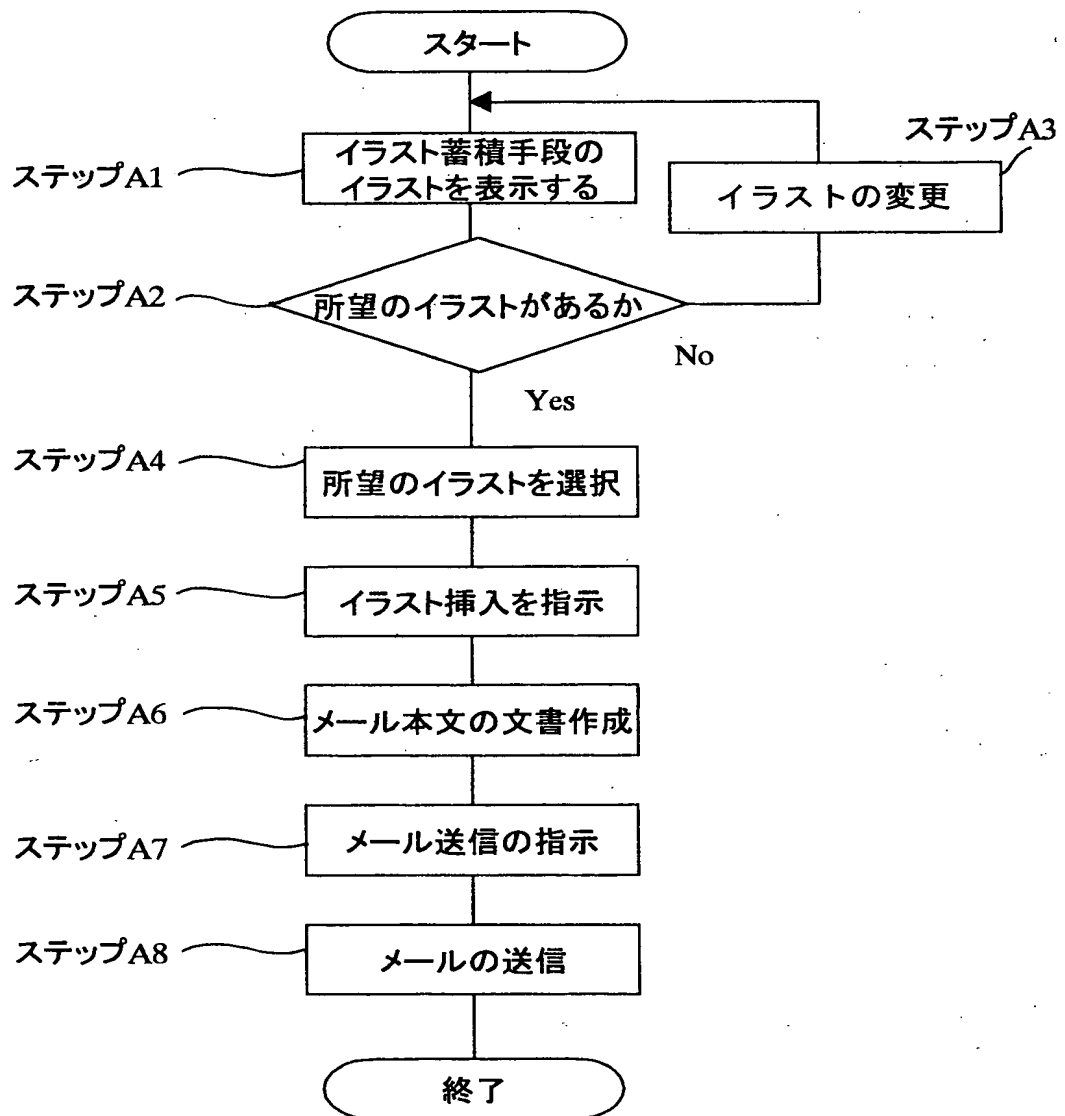 スタート
ステップA3
ステップA1
イラスト蓄積手段の
イラストを表示する
イラストの変更
ステップA2
所望のイラストがあるか
No
Yes
ステップA4
所望のイラストを選択
ステップA5
イラスト挿入を指示
ステップA6
メール本文の文書作成
ステップA7
メール送信の指示
ステップA8
メールの送信
終了